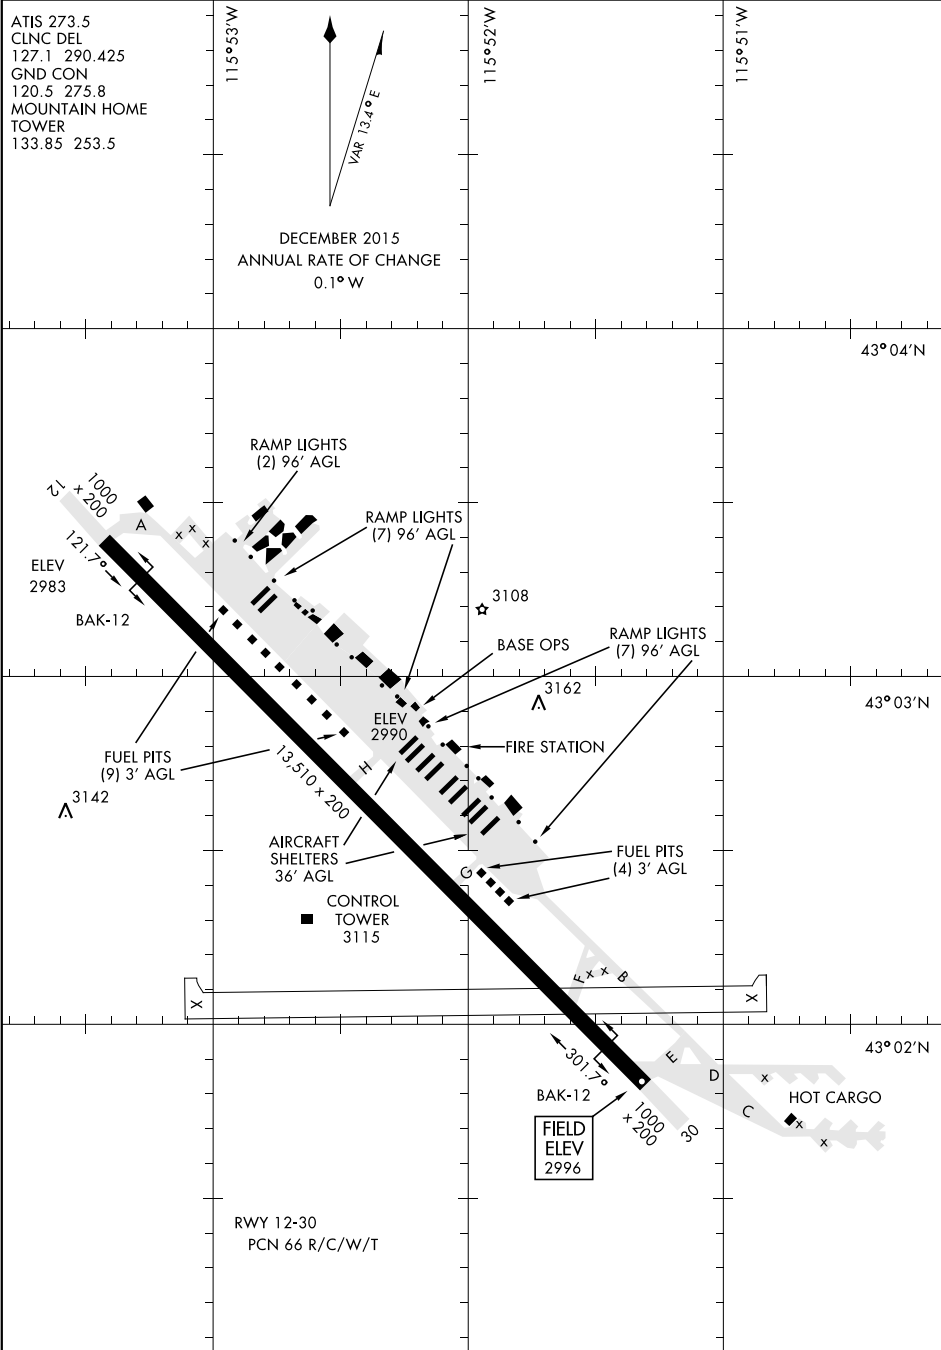 ATIS 273.5
CLNC DEL
127.1 290.425
GND CON
120.5 275.8
MOUNTAIN HOME
TOWER
133.85 253.5
115°53'W
115°52'W
115°51'W
VAR 13.4° E
DECEMBER 2015
ANNUAL RATE OF CHANGE
0.1° W
43° 04'N
RAMP LIGHTS
(2) 96' AGL
12
1000
x 200
A
x
x
x
RAMP LIGHTS
(7) 96' AGL
121.7°
ELEV
2983
BAK-12
3108
BASE OPS
RAMP LIGHTS
(7) 96' AGL
3162
43° 03'N
ELEV
2990
FIRE STATION
FUEL PITS
(9) 3' AGL
13,510 x 200
H
3142
AIRCRAFT
SHELTERS
36' AGL
G
FUEL PITS
(4) 3' AGL
CONTROL
TOWER
3115
F
x
x
B
X
X
43° 02'N
301.7°
E
D
x
BAK-12
HOT CARGO
C
x
x
1000
x 200
30
FIELD
ELEV
2996
RWY 12-30
PCN 66 R/C/W/T